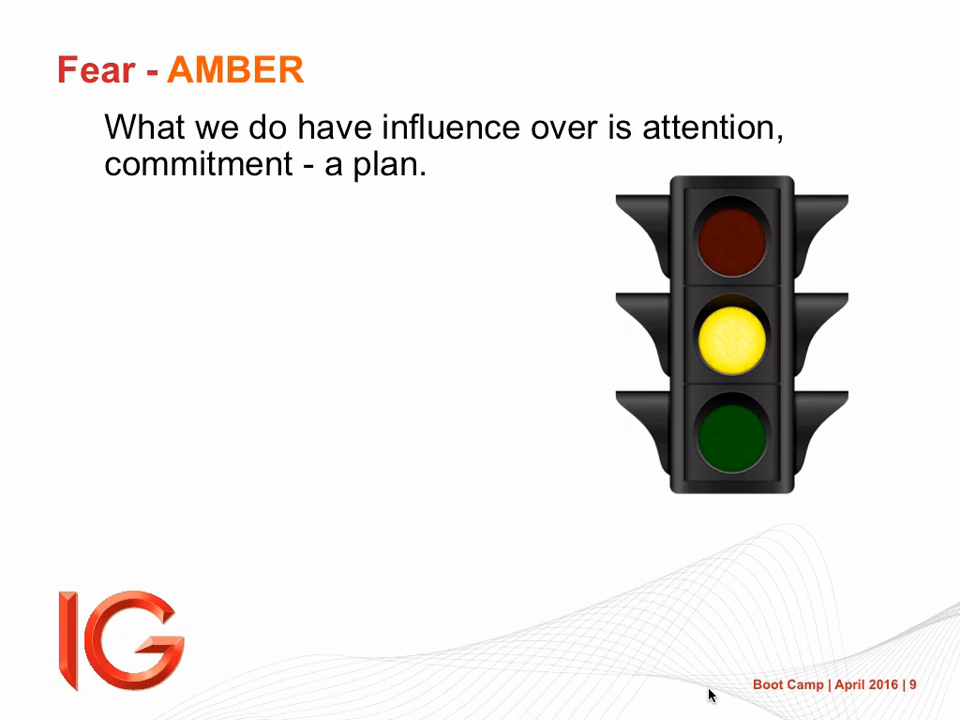 Fear - AMBER
What we do have influence over is attention,
commitment - a plan.
IG
Boot Camp | April 2016 | 9